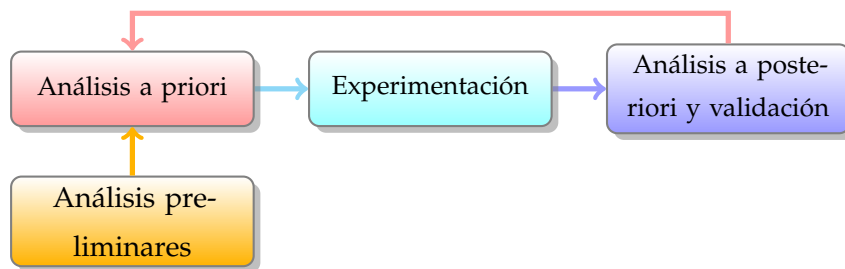 Análisis a priori
Experimentación
Análisis a poste-
riori y validación
Análisis pre-
liminares